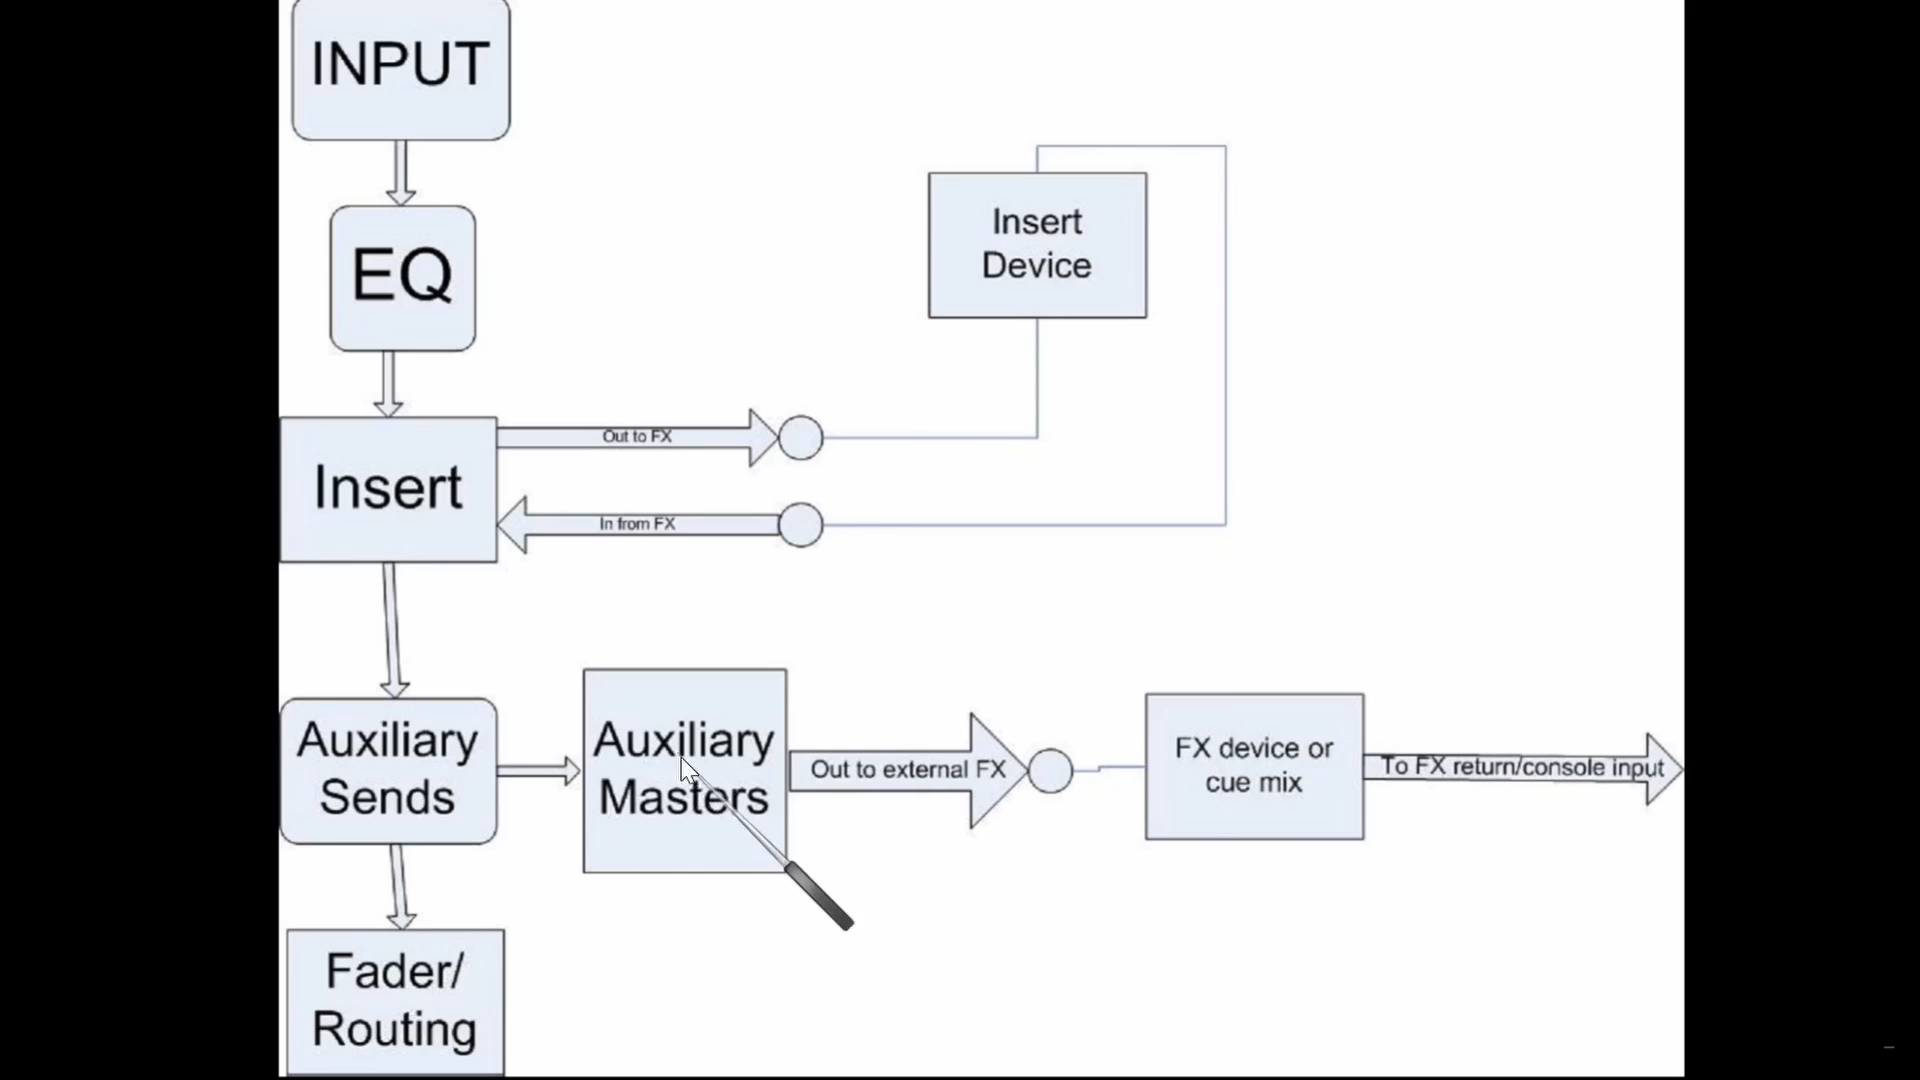 INPUT
EQ
Insert
Device
Out to FX
Insert
In from FX
Auxiliary
Sends
Auxiliary
Masters
Out to external FX
FX device or
cue mix
To FX return/console input
Fader/
Routing